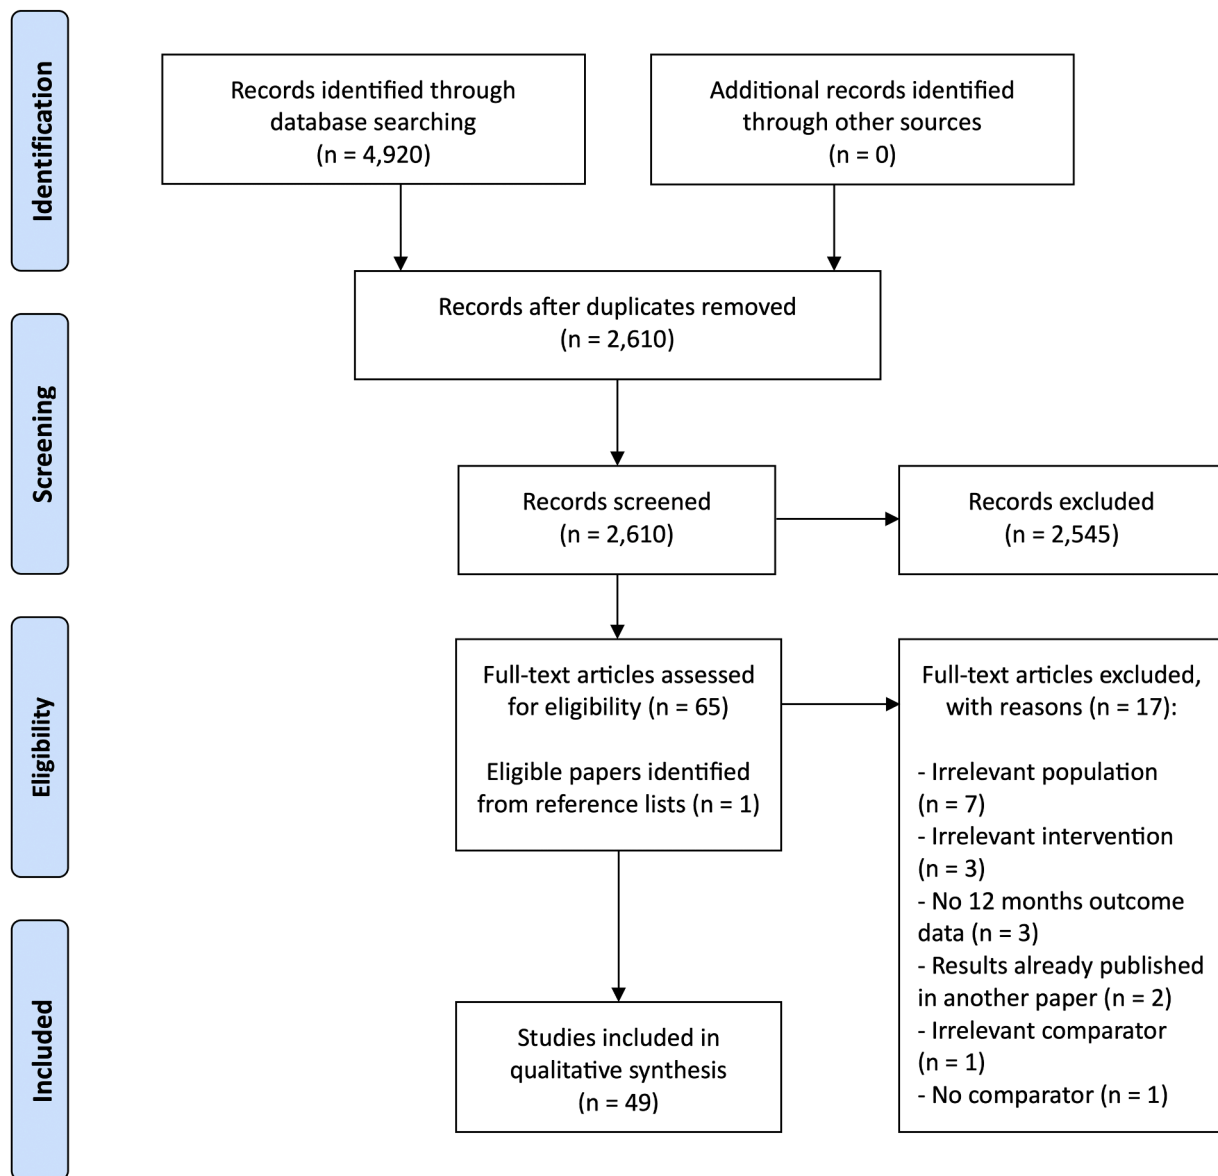 Identification
Records identified through
database searching
(n = 4,920)
Additional records identified
through other sources
(n = 0)
Records after duplicates removed
(n = 2,610)
Screening
Records screened
(n = 2,610)
Records excluded
(n = 2,545)
Eligibility
Full-text articles assessed
for eligibility (n = 65)
Eligible papers identified
from reference lists (n = 1)
Full-text articles excluded,
with reasons (n = 17):
- Irrelevant population
(n = 7)
- Irrelevant intervention
(n = 3)
- No 12 months outcome
data (n = 3)
- Results already published
in another paper (n = 2)
- Irrelevant comparator
(n = 1)
- No comparator (n = 1)
Included
Studies included in
qualitative synthesis
(n = 49)